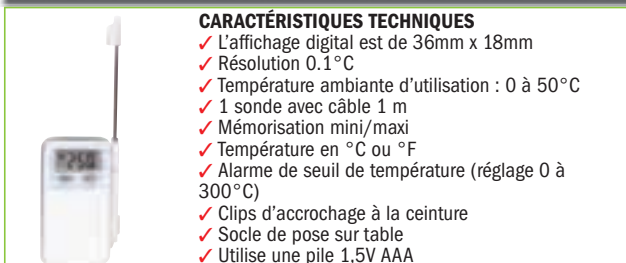 CARACTÉRISTIQUES TECHNIQUES
✓ L'affichage digital est de 36mm x 18mm
✓ Résolution 0.1°C
✓ Température ambiante d'utilisation : 0 à 50°C
✓ 1 sonde avec câble 1 m
✓ Mémorisation mini/maxi
✓ Température en °C ou °F
✓ Alarme de seuil de température (réglage 0 à
300°C)
✓ Clips d'accrochage à la ceinture
✓ Socle de pose sur table
✓ Utilise une pile 1,5V AAA